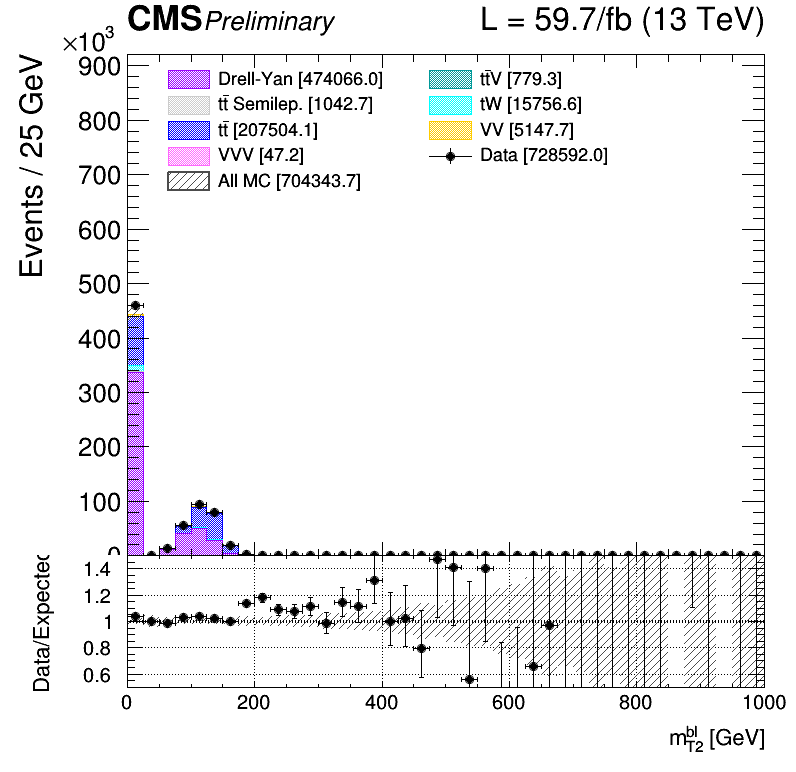 CMS Preliminary L = 59.7/fb (13 TeV)
×10³
Events / 25 GeV
900
800
700
600
500
400
300
200
100
0
Drell-Yan [474066.0]
tt̄ Semilep. [1042.7]
tt̄ [207504.1]
VVV [47.2]
All MC [704343.7]
tt̄V [779.3]
tW [15756.6]
VV [5147.7]
Data [728592.0]
Data/Expected
1.4
1.2
1
0.8
0.6
0 200 400 600 800 1000
m_{T2}^{bl} [GeV]